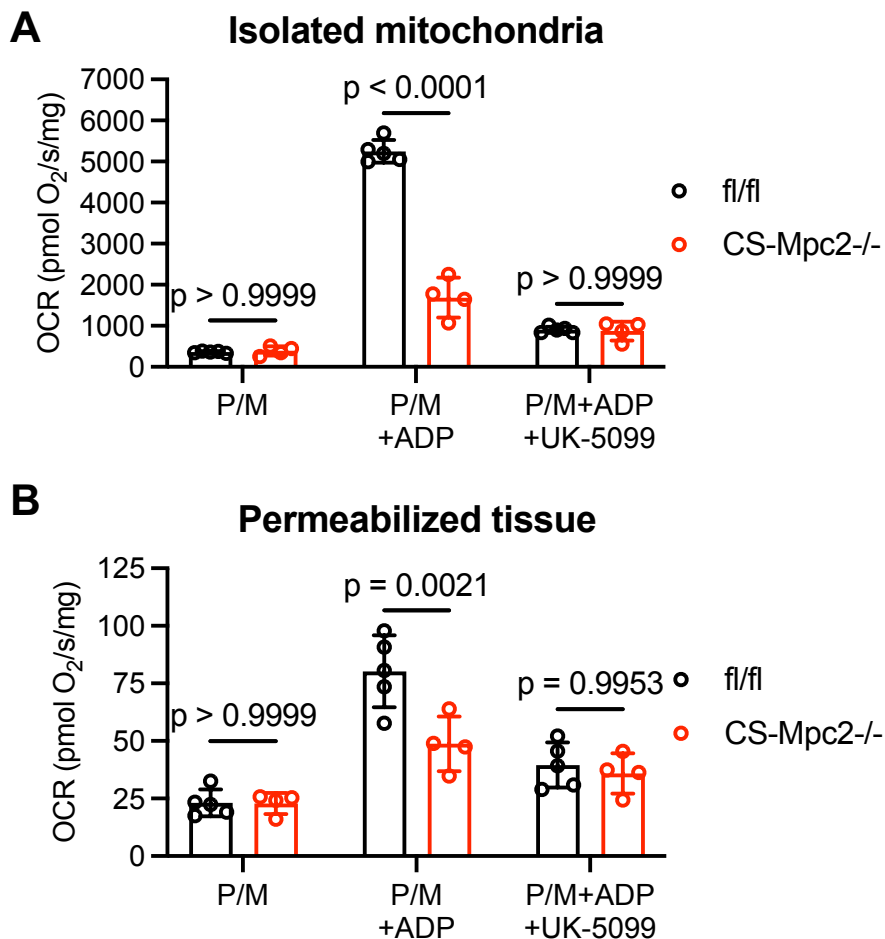 A
Isolated mitochondria
OCR (pmol O₂/s/mg)
7000
6000
5000
4000
3000
2000
1000
0
p > 0.9999
p < 0.0001
p > 0.9999
P/M
P/M
+ADP
P/M+ADP
+UK-5099
fl/fl
CS-Mpc2-/-
B
Permeabilized tissue
OCR (pmol O₂/s/mg)
125
100
75
50
25
0
p > 0.9999
p = 0.0021
p = 0.9953
P/M
P/M
+ADP
P/M+ADP
+UK-5099
fl/fl
CS-Mpc2-/-